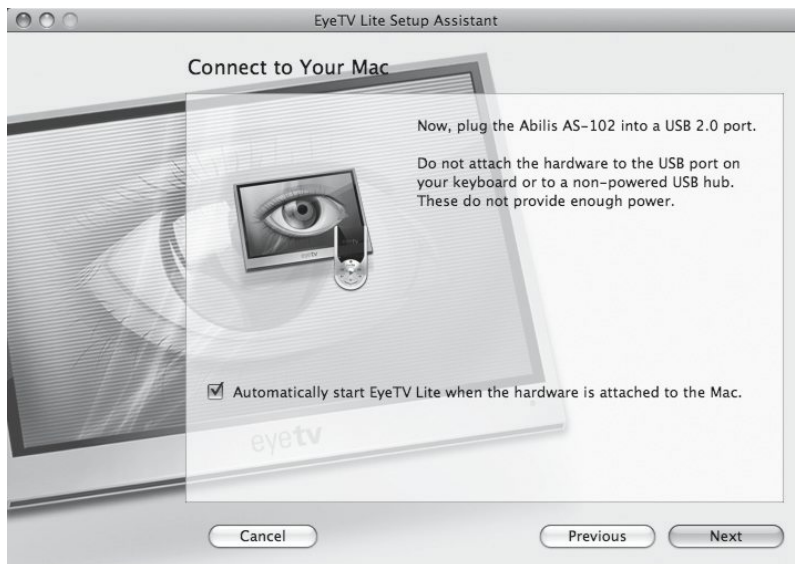 EyeTV Lite Setup Assistant
Connect to Your Mac
Now, plug the Abilis AS-102 into a USB 2.0 port.
Do not attach the hardware to the USB port on
your keyboard or to a non-powered USB hub.
These do not provide enough power.
eyetv
Automatically start EyeTV Lite when the hardware is attached to the Mac.
eyetv
Cancel
Previous
Next